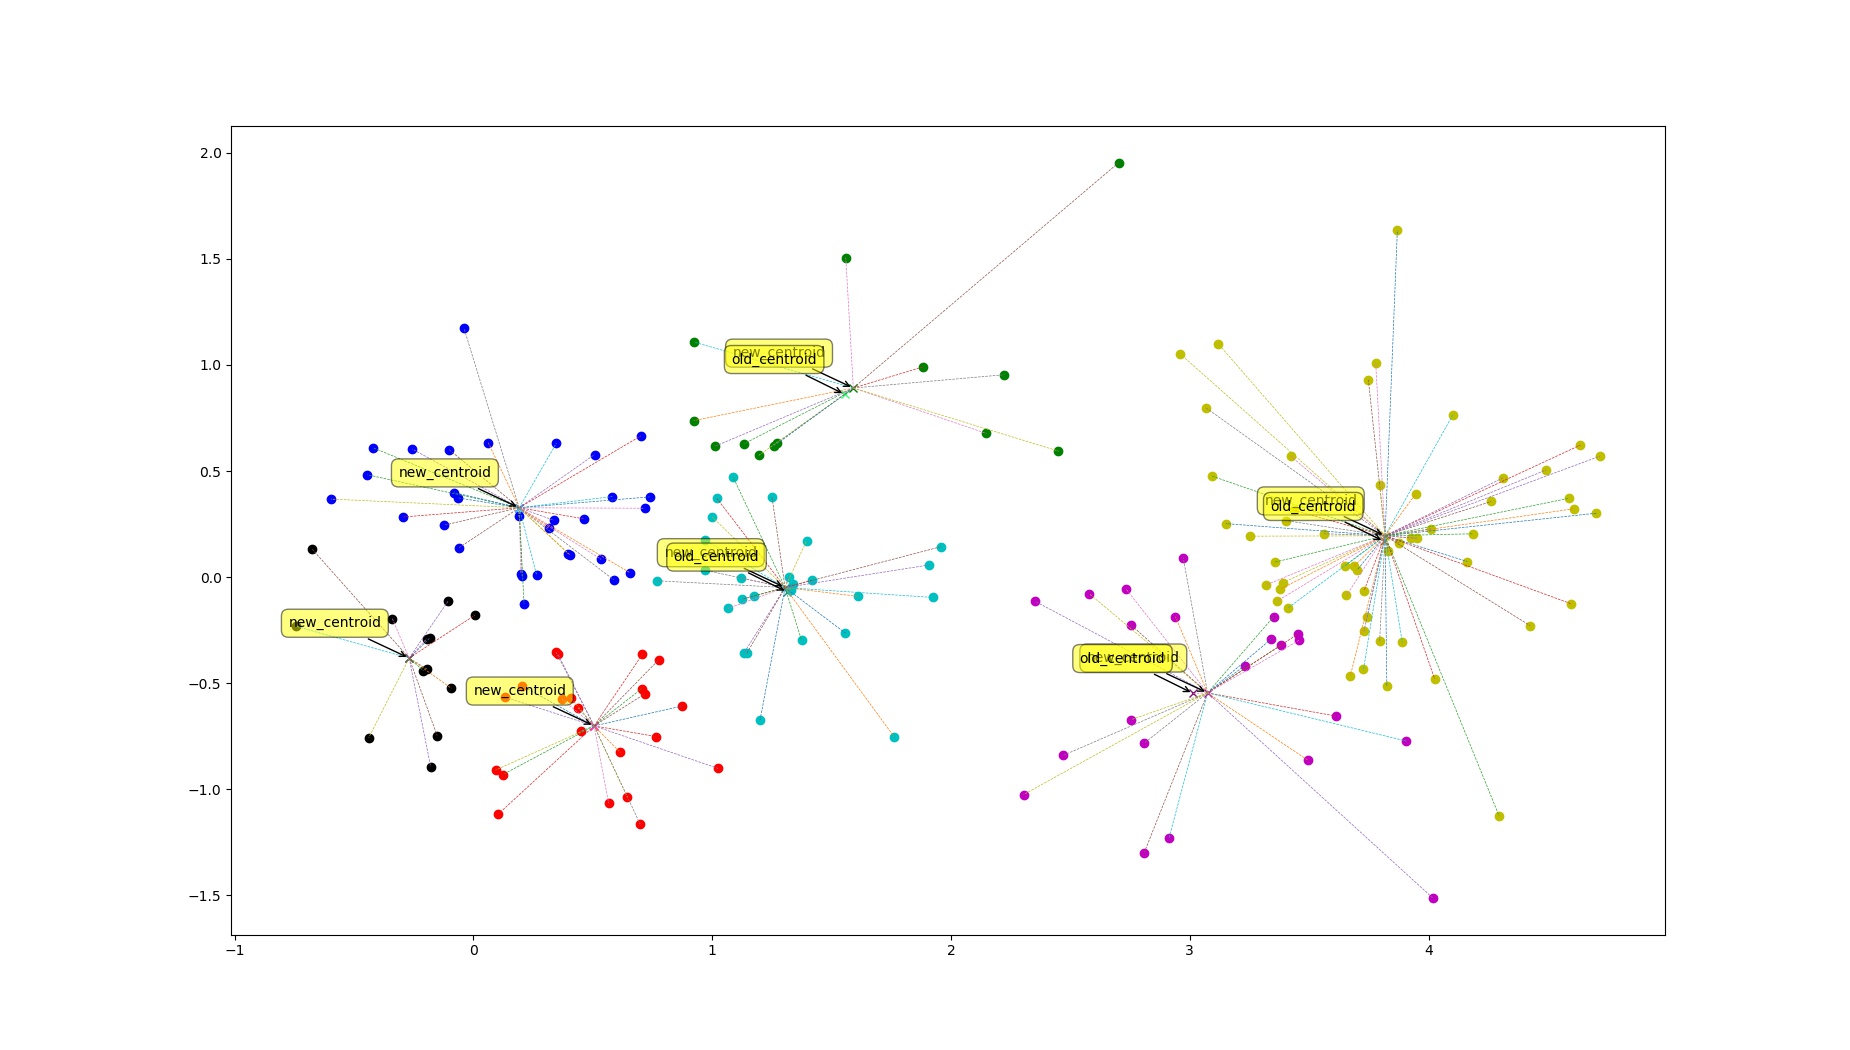 2.0
1.5
new_centroid
old_centroid
1.0
0.5
new_centroid
new_centroid
old_centroid
new_centroid
old_centroid
0.0
new_centroid
old_centroid
new_centroid
−0.5
new_centroid
−1.0
−1.5
−1 0 1 2 3 4